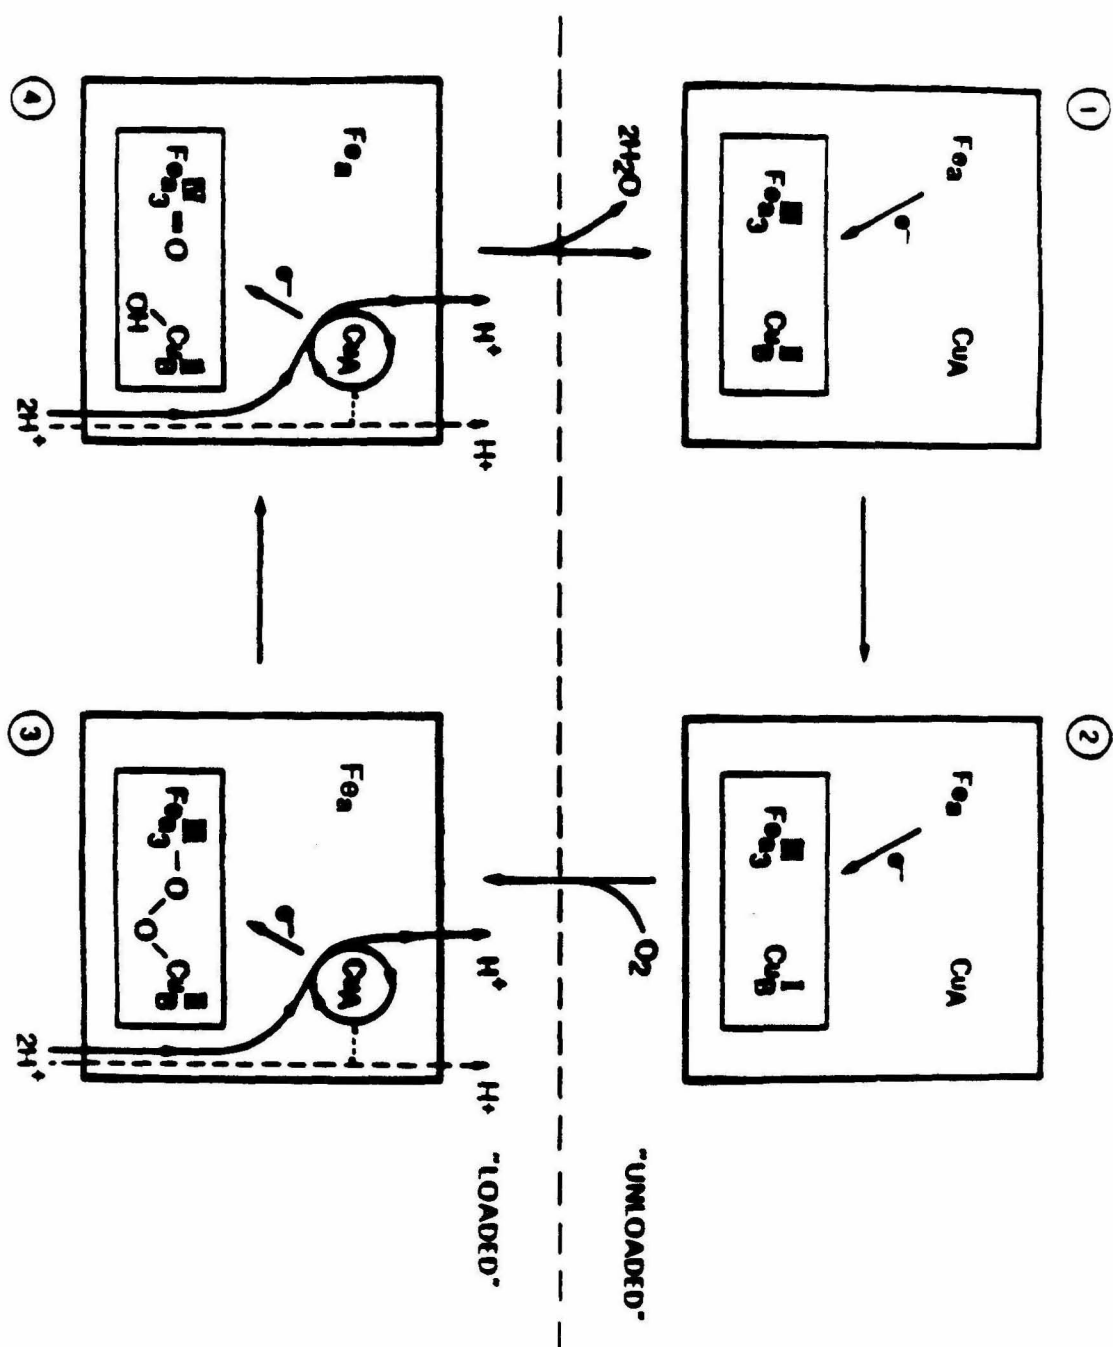 1
2
Feₐ
CuA
e⁻
III II
Feₐ₃ CuB
Feₐ
CuA
e⁻
III I
Feₐ₃ CuB
"UNLOADED"
2H₂O
O₂
"LOADED"
H⁺
H+
Feₐ
CuA
e⁻
IV II
Feₐ₃=O CuB
OH
2H⁺
4
H⁺
H+
Feₐ
CuA
e⁻
III II
Feₐ₃-O-O-CuB
2H⁺
3